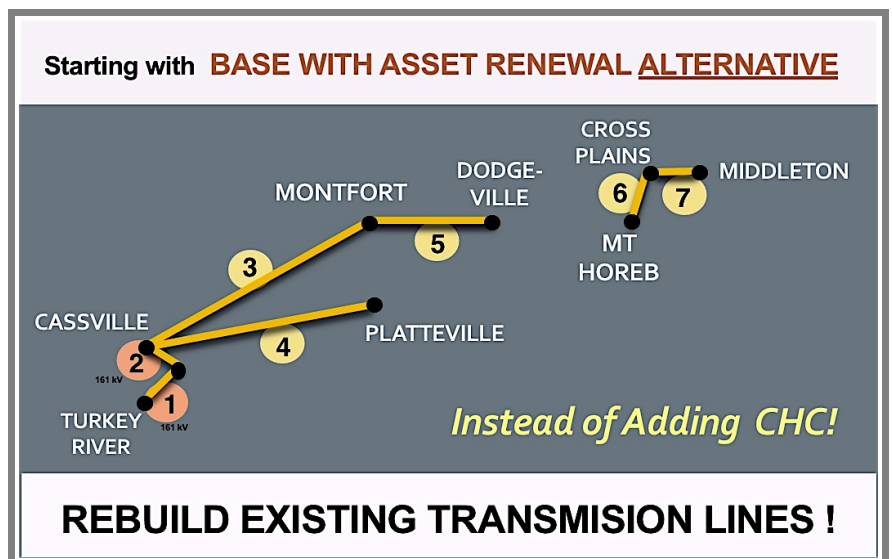 Starting with BASE WITH ASSET RENEWAL ALTERNATIVE
CROSS
PLAINS
MIDDLETON
DODGE-
VILLE
MONTFORT
6
7
MT
HOREB
5
3
CASSVILLE
PLATTEVILLE
4
2
161 kV
1
TURKEY
RIVER
161 kV
Instead of Adding CHC!
REBUILD EXISTING TRANSMISION LINES !